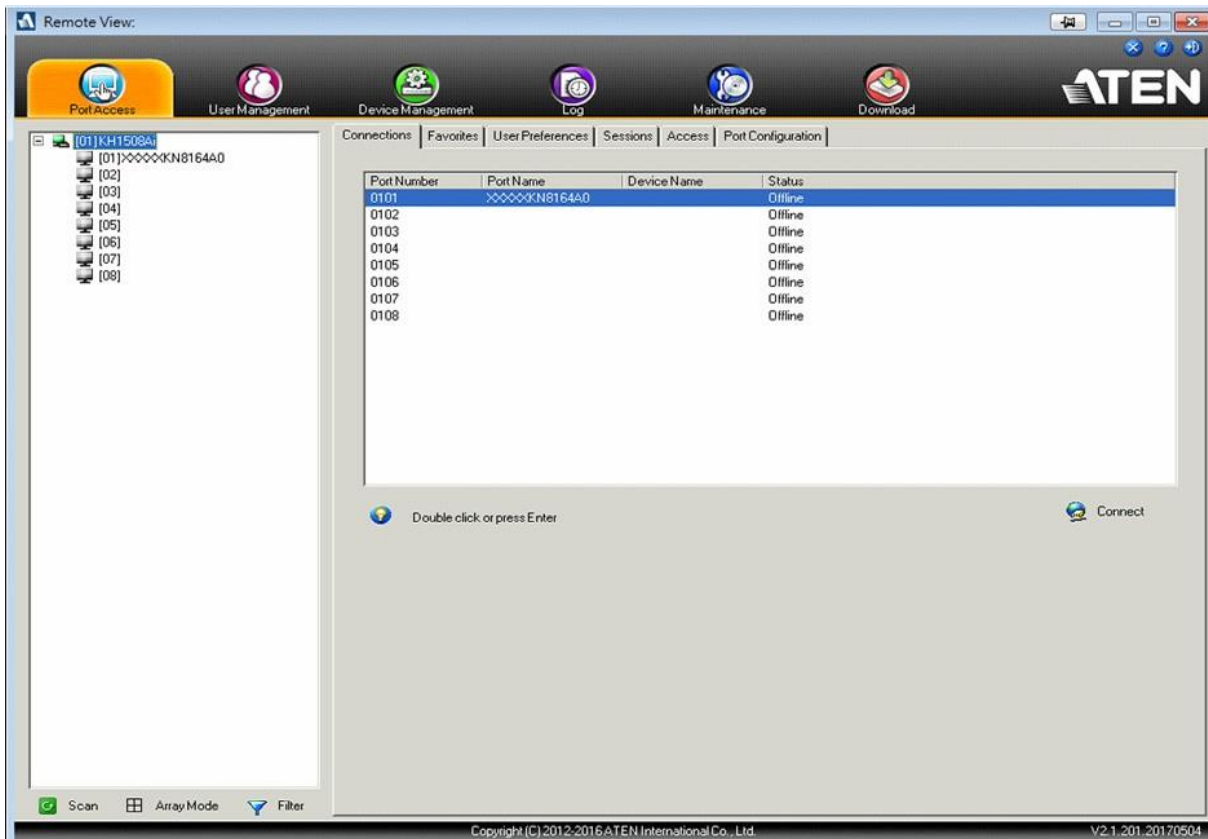 Remote View:
ATEN
Port Access
User Management
Device Management
Log
Maintenance
Download
[01]KH1508Ai
[01]XXXXXKN8164A0
[02]
[03]
[04]
[05]
[06]
[07]
[08]
Connections Favorites User Preferences Sessions Access Port Configuration
Port Number Port Name Device Name Status
0101 XXXXXKN8164A0 Offline
0102 Offline
0103 Offline
0104 Offline
0105 Offline
0106 Offline
0107 Offline
0108 Offline
Double click or press Enter
Connect
Scan Array Mode Filter
Copyright (C) 2012-2016 ATEN International Co., Ltd.
V2.1.201.20170504